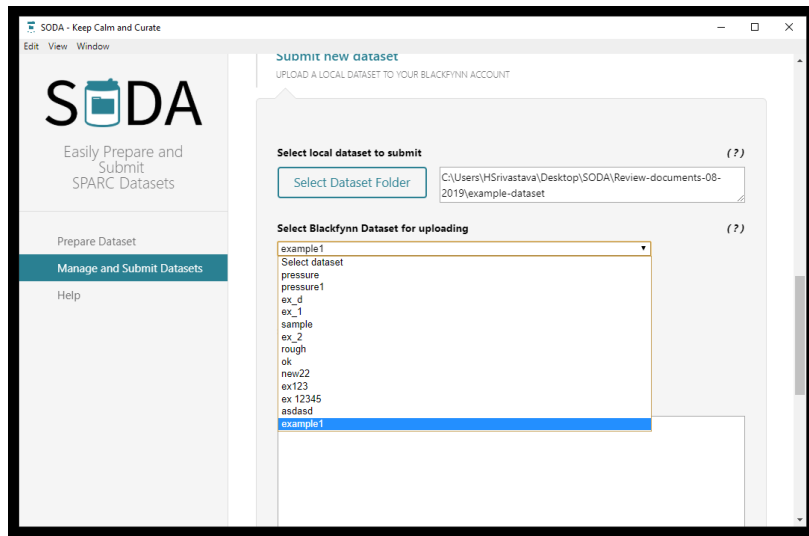 SODA - Keep Calm and Curate
Edit View Window
Submit new dataset
UPLOAD A LOCAL DATASET TO YOUR BLACKFYNN ACCOUNT
SODA
Easily Prepare and
Submit
SPARC Datasets
Prepare Dataset
Manage and Submit Datasets
Help
Select local dataset to submit (?)
Select Dataset Folder
C:\Users\HSrivastava\Desktop\SODA\Review-documents-08-
2019\example-dataset
Select Blackfynn Dataset for uploading (?)
example1
Select dataset
pressure
pressure1
ex_d
ex_1
sample
ex_2
rough
ok
new22
ex123
ex 12345
asdasd
example1